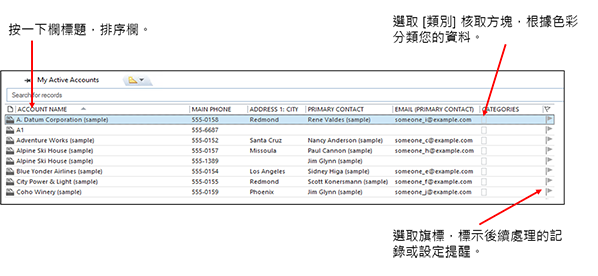 按一下欄標題，排序欄。
選取 [類別] 核取方塊，根據色彩
分類您的資料。
My Active Accounts
Search for records
ACCOUNT NAME MAIN PHONE ADDRESS 1: CITY PRIMARY CONTACT EMAIL (PRIMARY CONTACT) CATEGORIES
A. Datum Corporation (sample) 555-0158 Redmond Rene Valdes (sample) someone_i@example.com
A1 555-6687
Adventure Works (sample) 555-0152 Santa Cruz Nancy Anderson (sample) someone_c@example.com
Alpine Ski House (sample) 555-0157 Missoula Paul Cannon (sample) someone_h@example.com
Alpine Ski House (sample) 555-1389 Jim Glynn (sample)
Blue Yonder Airlines (sample) 555-0154 Los Angeles Sidney Higa (sample) someone_e@example.com
City Power & Light (sample) 555-0155 Redmond Scott Konersmann (sample) someone_f@example.com
Coho Winery (sample) 555-0159 Phoenix Jim Glynn (sample) someone_j@example.com
選取旗標，標示後續處理的記
錄或設定提醒。